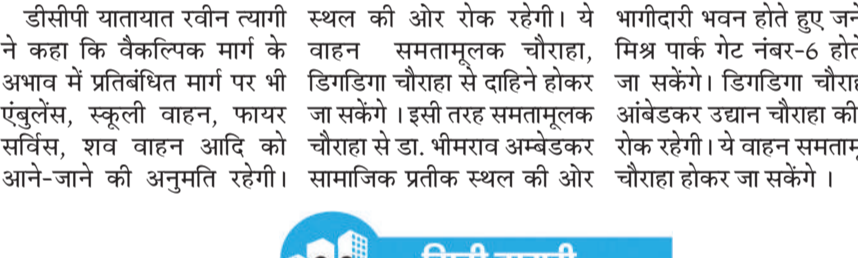 डीसीपी यातायात रवीन त्यागी
ने कहा कि वैकल्पिक मार्ग के
अभाव में प्रतिबंधित मार्ग पर भी
एंबुलेंस, स्कूली वाहन, फायर
सर्विस, शव वाहन आदि को
आने-जाने की अनुमति रहेगी।
स्थल की ओर रोक रहेगी। ये
वाहन समतामूलक चौराहा,
डिगडिगा चौराहा से दाहिने होकर
जा सकेंगे । इसी तरह समतामूलक
चौराहा से डा. भीमराव अम्बेडकर
सामाजिक प्रतीक स्थल की ओर
भागीदारी भवन होते हुए
मिश्र पार्क गेट नंबर-6
जा सकेंगे। डिगडिगा
आंबेडकर उद्यान चौराहा की
रोक रहेगी। ये वाहन
चौराहा होकर जा सकेंगे ।